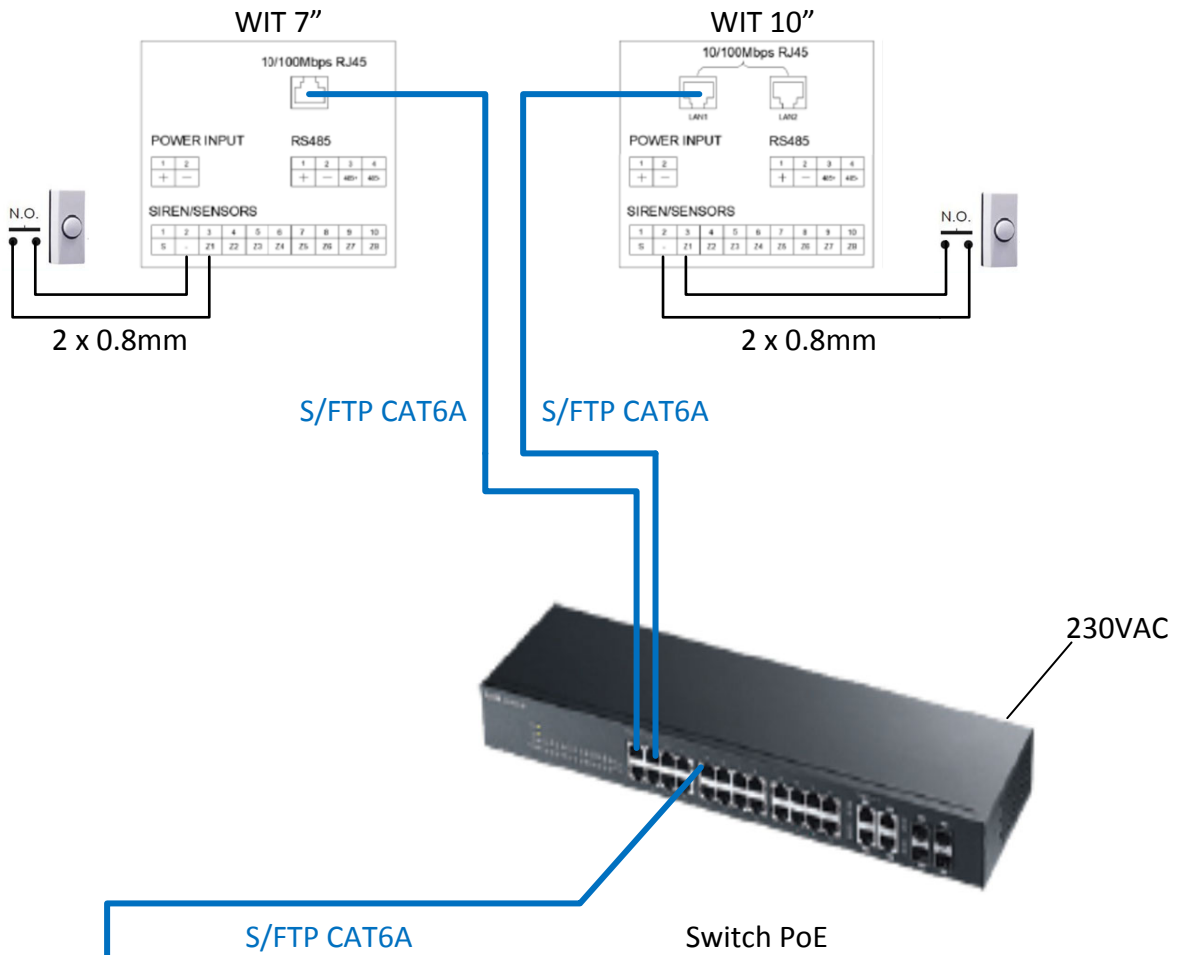 WIT 7”
WIT 10”
10/100Mbps RJ45
10/100Mbps RJ45
LAN1
LAN2
POWER INPUT
RS485
POWER INPUT
RS485
1 2
1 2 3 4
1 2
1 2 3 4
+ —
+ — 485+ 485-
+ —
+ — 485+ 485-
N.O.
SIREN/SENSORS
SIREN/SENSORS
N.O.
1 2 3 4 5 6 7 8 9 10
1 2 3 4 5 6 7 8 9 10
S - Z1 Z2 Z3 Z4 Z5 Z6 Z7 Z8
S - Z1 Z2 Z3 Z4 Z5 Z6 Z7 Z8
2 x 0.8mm
2 x 0.8mm
S/FTP CAT6A
S/FTP CAT6A
230VAC
S/FTP CAT6A
Switch PoE